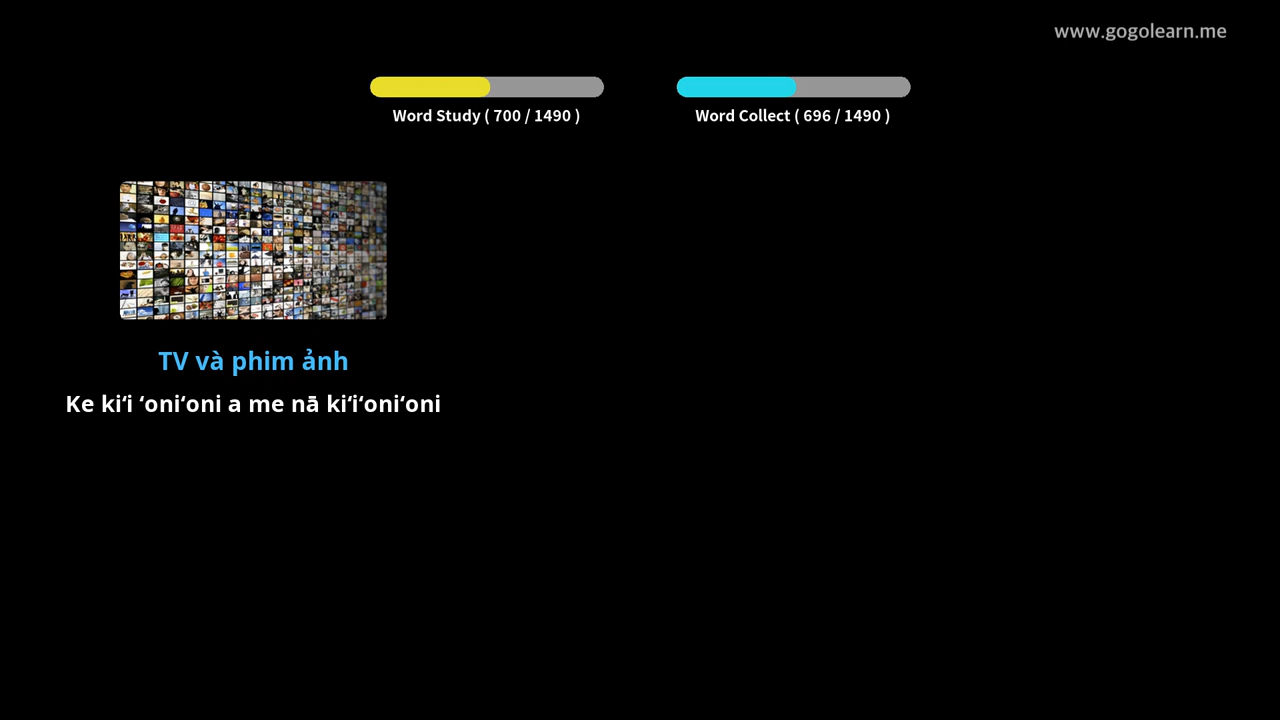 www.gogolearn.me
Word Study ( 700 / 1490 )
Word Collect ( 696 / 1490 )
TV và phim ảnh
Ke kiʻi ʻoniʻoni a me nā kiʻiʻoniʻoni